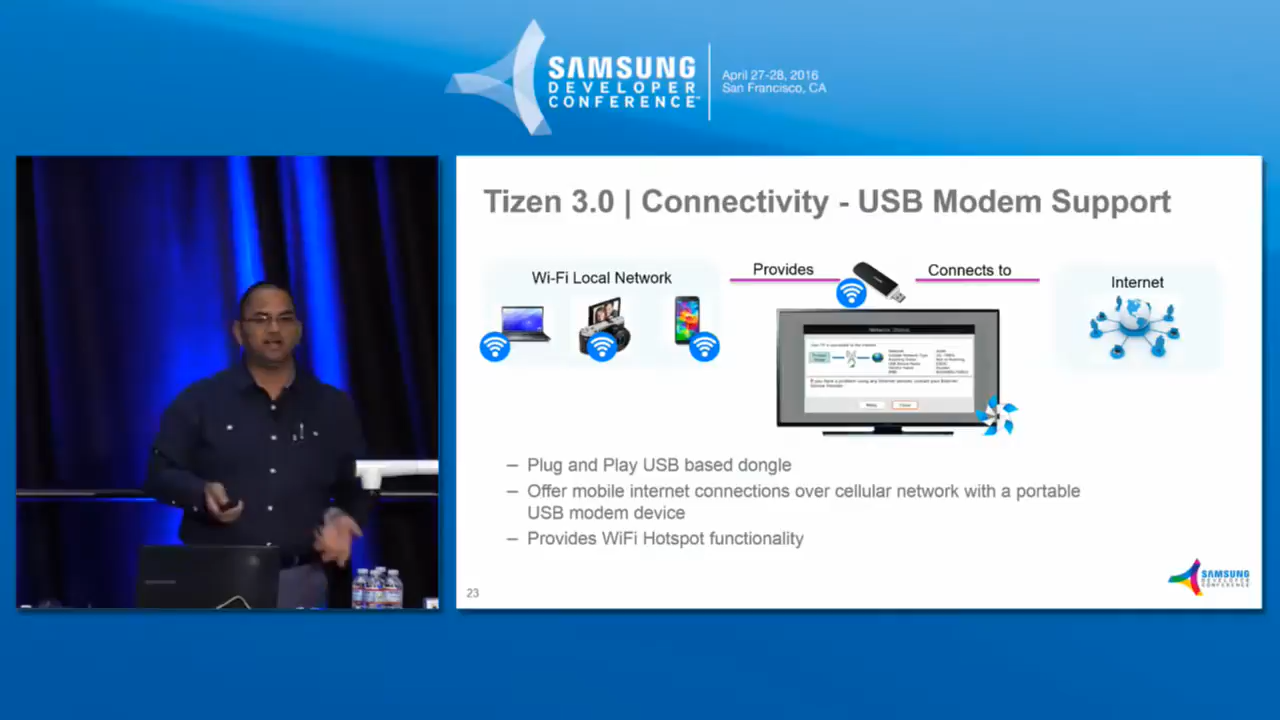 SAMSUNG
DEVELOPER
CONFERENCE™
April 27-28, 2016
San Francisco, CA
Tizen 3.0 | Connectivity - USB Modem Support
Wi-Fi Local Network
Provides
Connects to
Internet
– Plug and Play USB based dongle
– Offer mobile internet connections over cellular network with a portable
USB modem device
– Provides WiFi Hotspot functionality
23
SAMSUNG
DEVELOPER
CONFERENCE